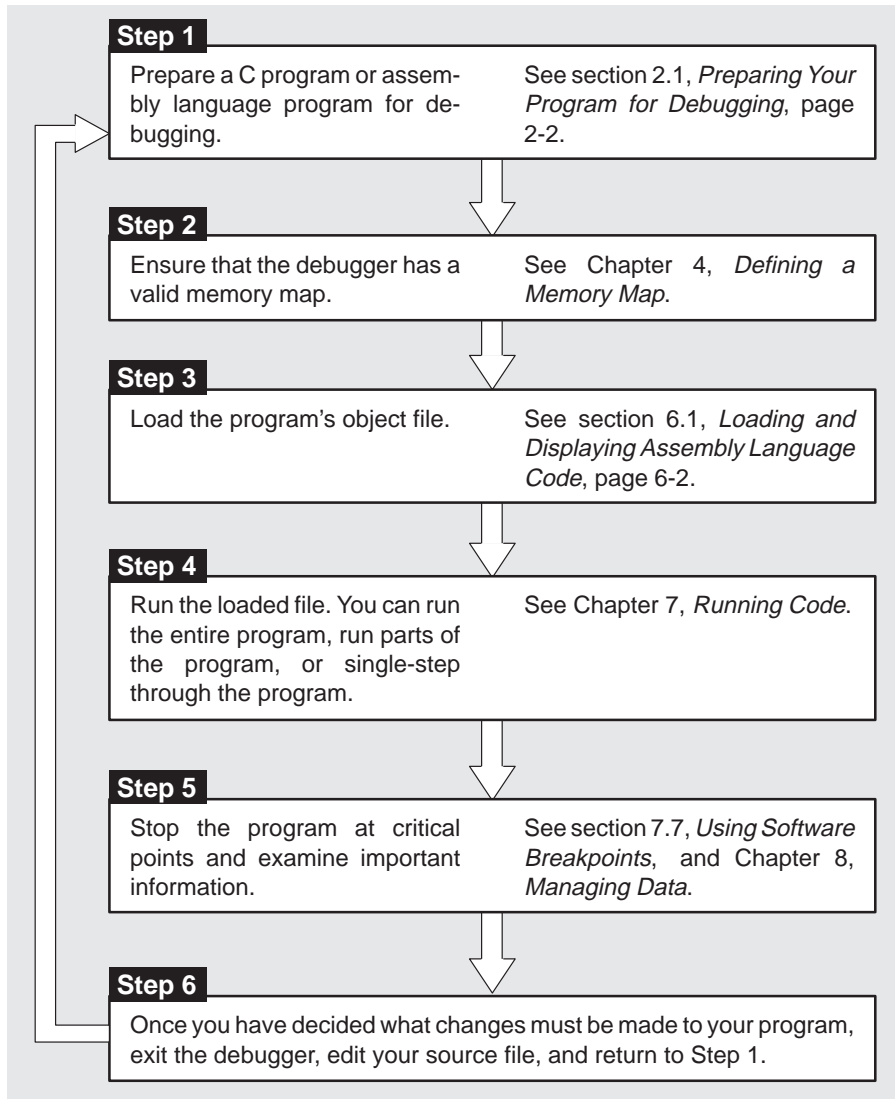 Step 1
Prepare a C program or assem-
bly language program for de-
bugging.
See section 2.1, Preparing Your
Program for Debugging, page
2-2.
Step 2
Ensure that the debugger has a
valid memory map.
See Chapter 4, Defining a
Memory Map.
Step 3
Load the program's object file.
See section 6.1, Loading and
Displaying Assembly Language
Code, page 6-2.
Step 4
Run the loaded file. You can run
the entire program, run parts of
the program, or single-step
through the program.
See Chapter 7, Running Code.
Step 5
Stop the program at critical
points and examine important
information.
See section 7.7, Using Software
Breakpoints, and Chapter 8,
Managing Data.
Step 6
Once you have decided what changes must be made to your program,
exit the debugger, edit your source file, and return to Step 1.